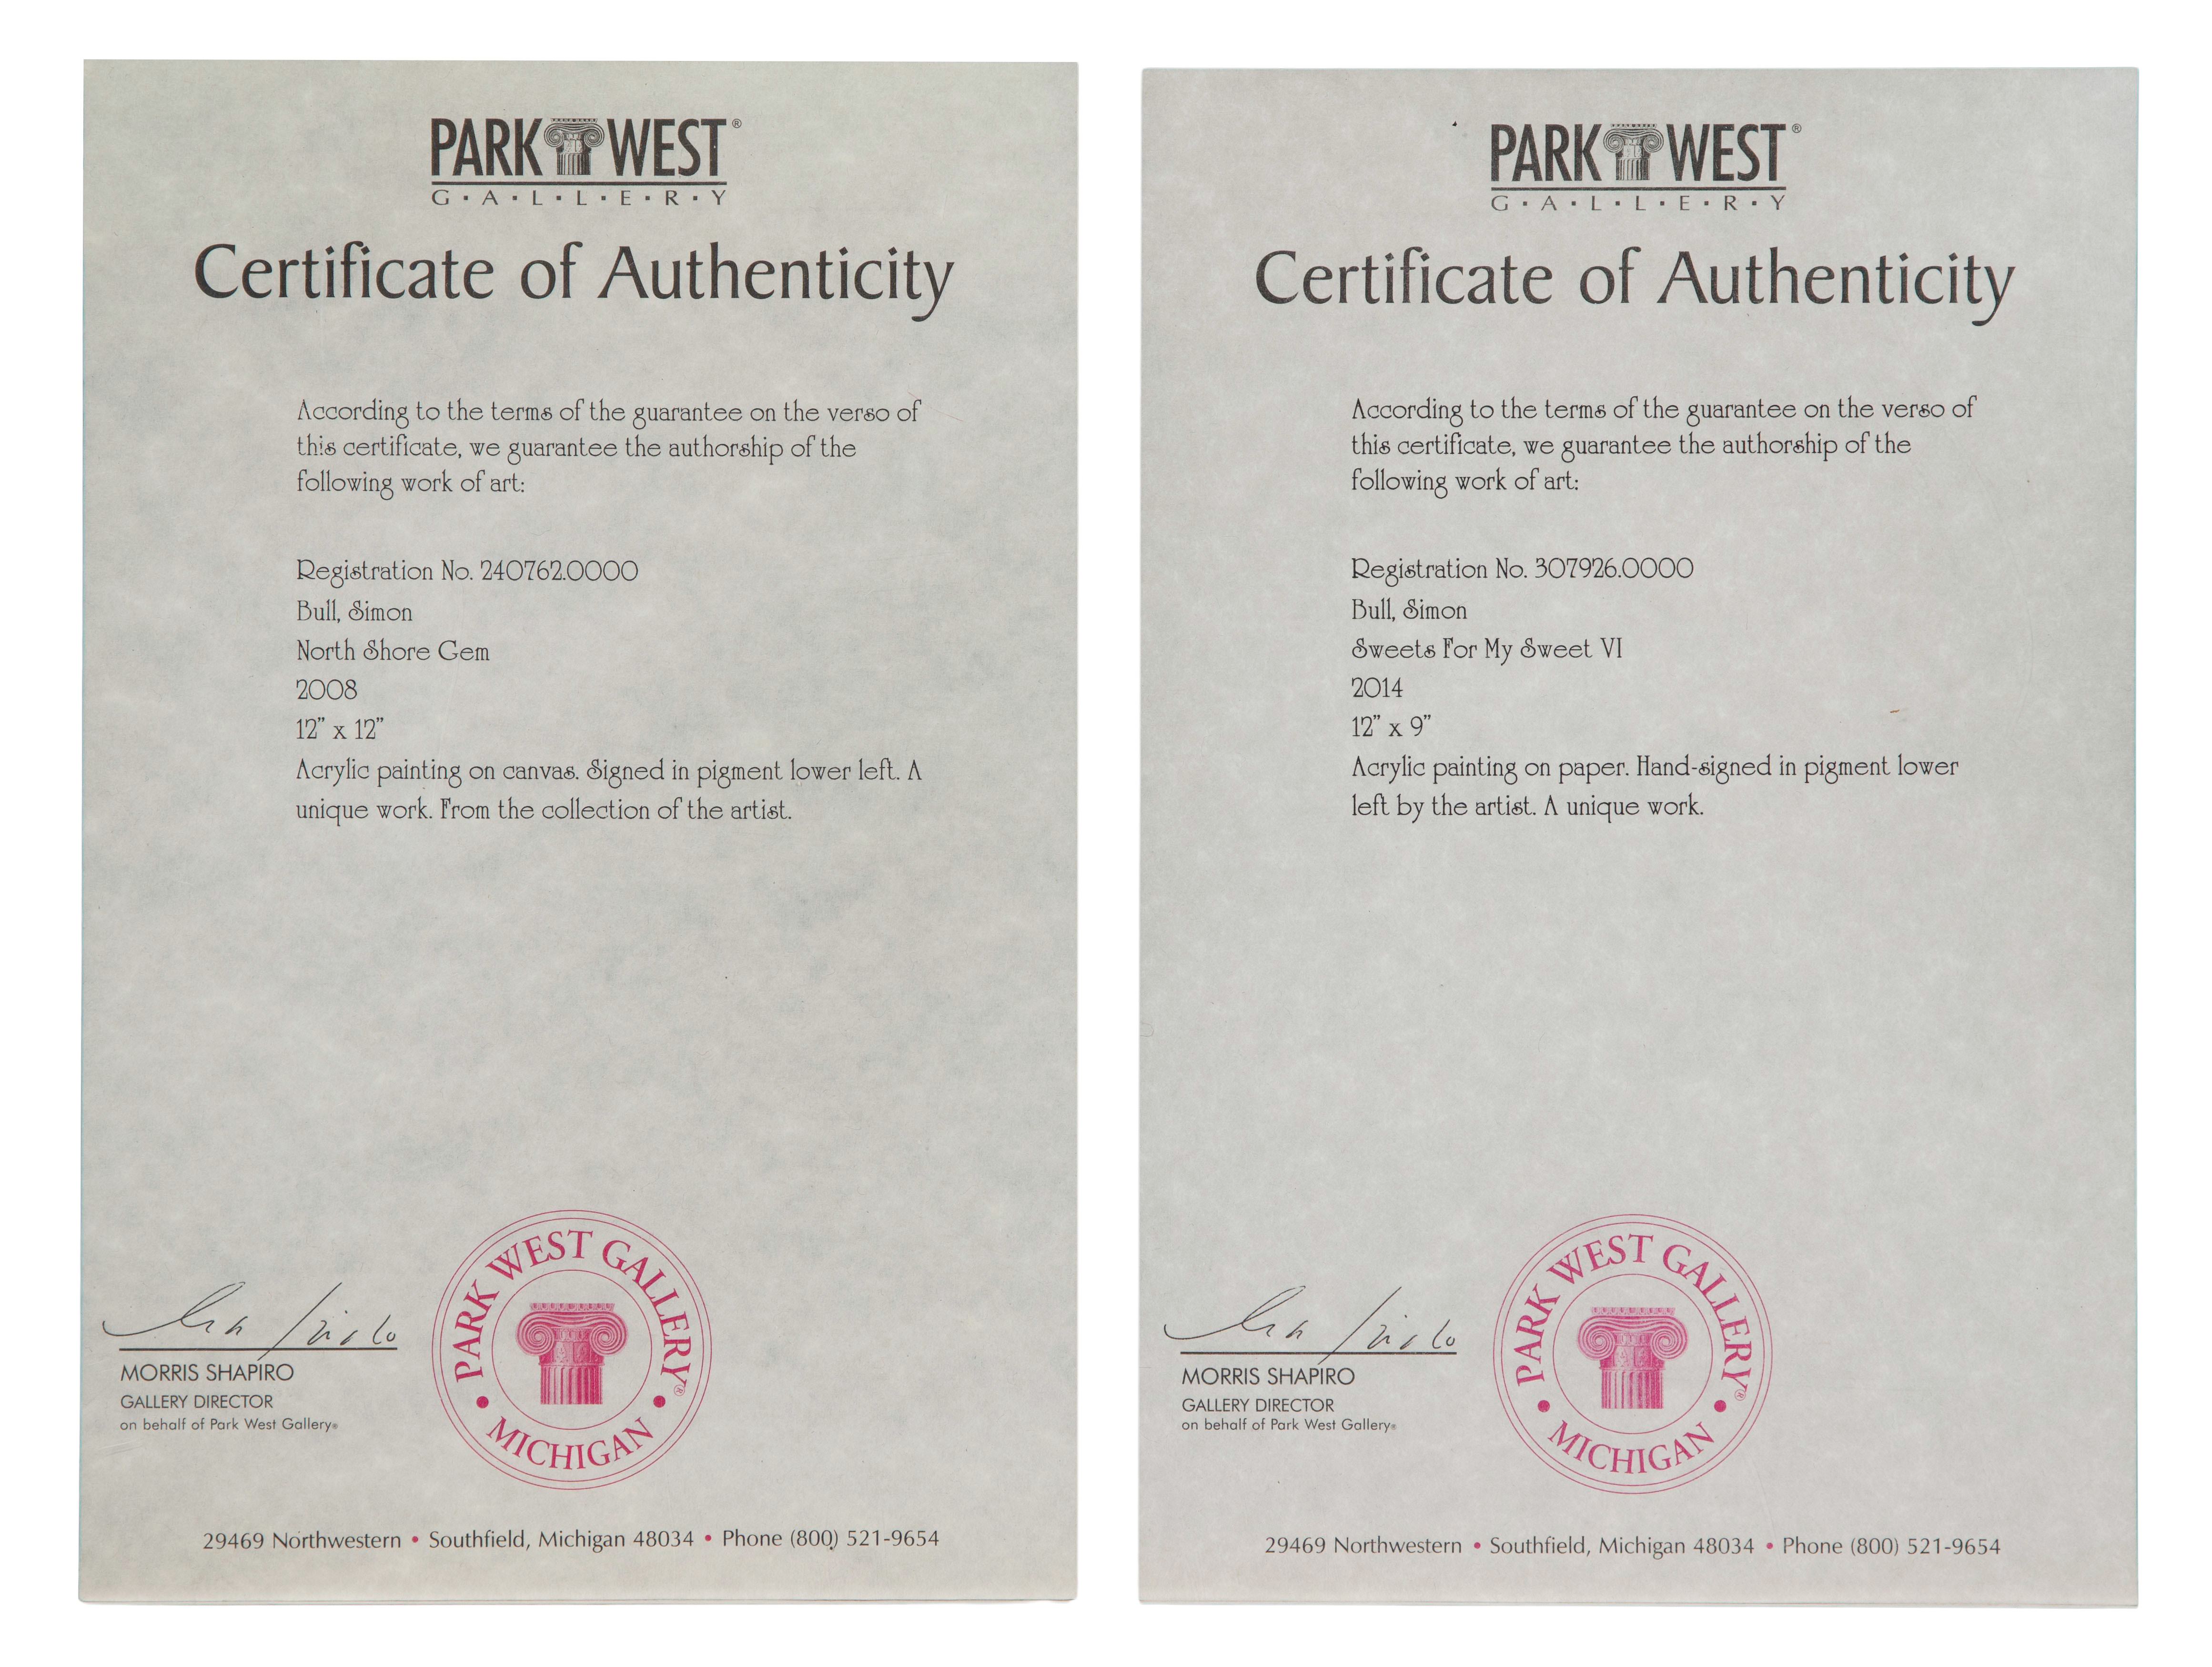 PARK WEST®
G·A·L·L·E·R·Y
Certificate of Authenticity
According to the terms of the guarantee on the verso of
this certificate, we guarantee the authorship of the
following work of art:
Registration No. 240762.0000
Bull, Simon
North Shore Gem
2008
12” x 12”
Acrylic painting on canvas. Signed in pigment lower left. A
unique work. From the collection of the artist.
MORRIS SHAPIRO
GALLERY DIRECTOR
on behalf of Park West Gallery®
PARK WEST GALLERY®
• MICHIGAN •
29469 Northwestern • Southfield, Michigan 48034 • Phone (800) 521-9654
PARK WEST®
G·A·L·L·E·R·Y
Certificate of Authenticity
According to the terms of the guarantee on the verso of
this certificate, we guarantee the authorship of the
following work of art:
Registration No. 307926.0000
Bull, Simon
Sweets For My Sweet VI
2014
12” x 9”
Acrylic painting on paper. Hand-signed in pigment lower
left by the artist. A unique work.
MORRIS SHAPIRO
GALLERY DIRECTOR
on behalf of Park West Gallery®
PARK WEST GALLERY®
• MICHIGAN •
29469 Northwestern • Southfield, Michigan 48034 • Phone (800) 521-9654